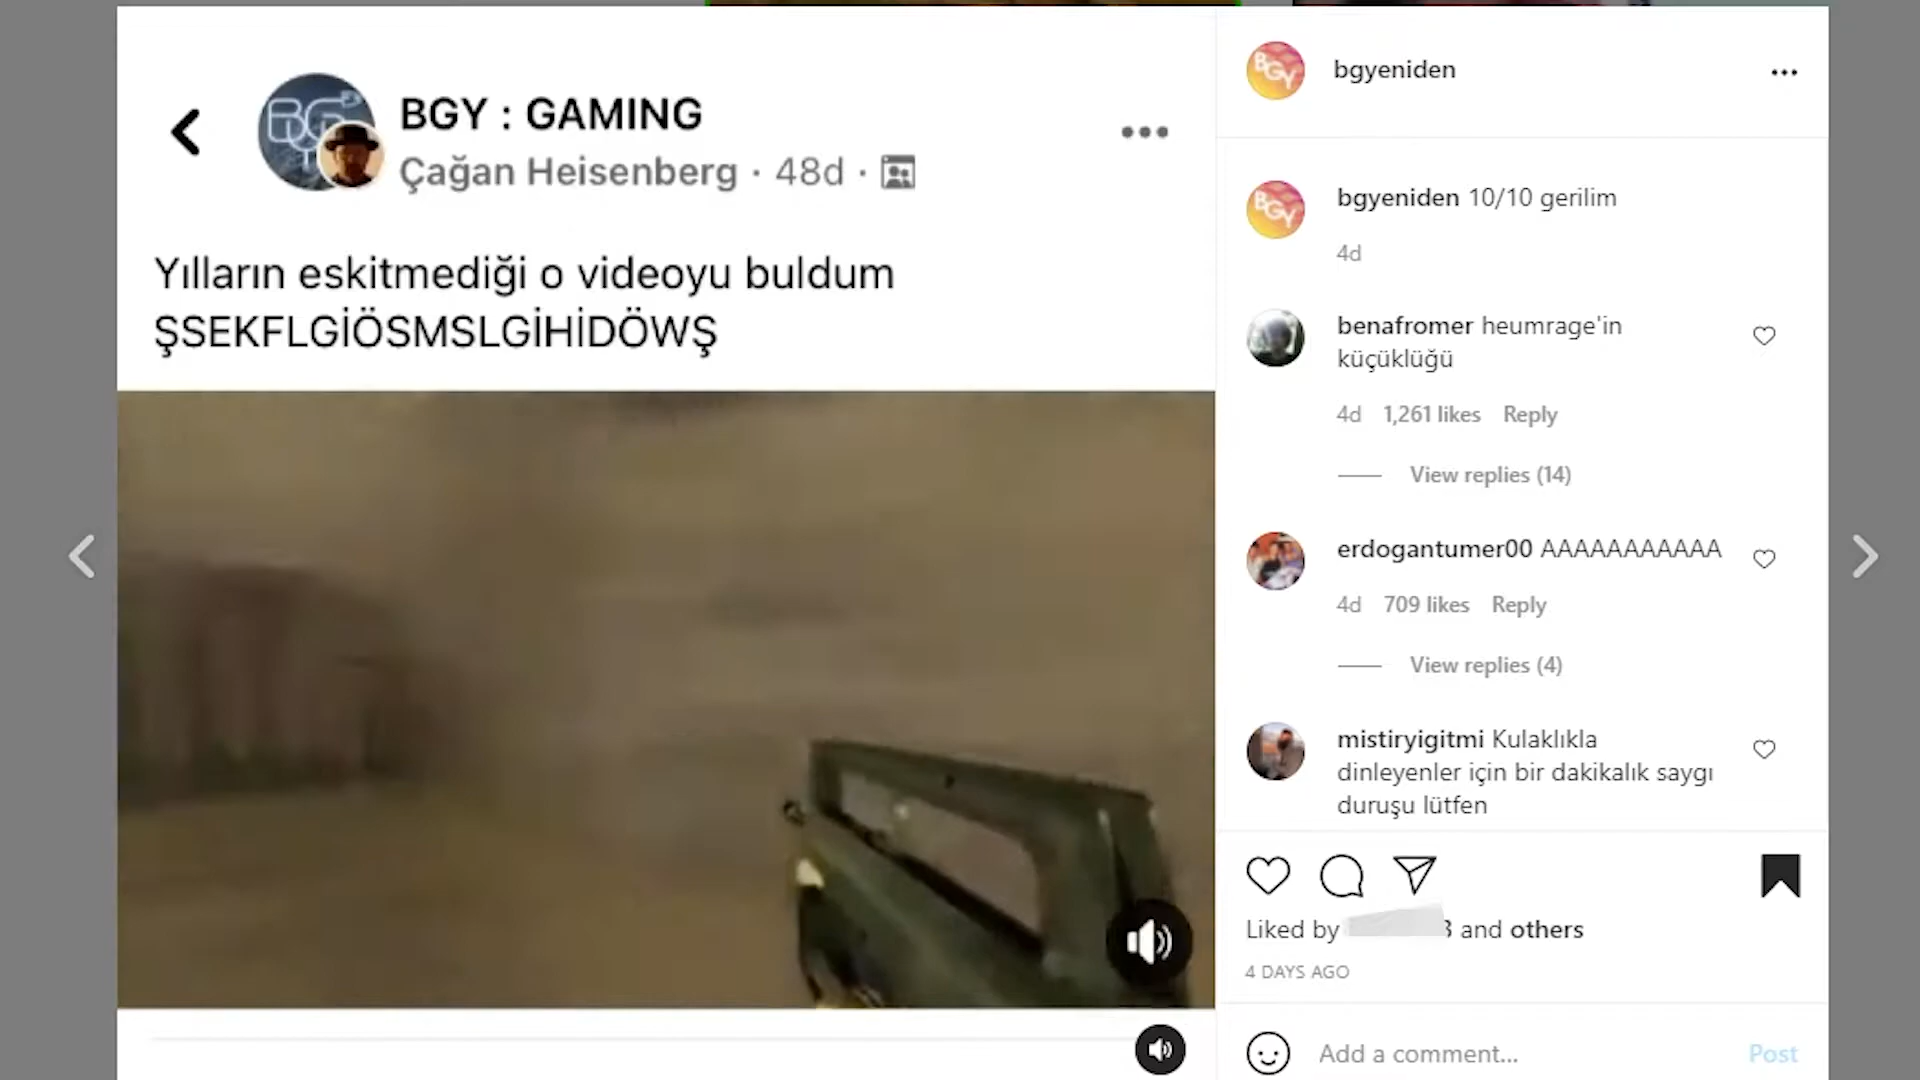 BGY : GAMING
Çağan Heisenberg · 48d ·
Yılların eskitmediği o videoyu buldum
ŞSEKFLGİÖSMSLGİHİDÖWŞ
BGY
bgyeniden
BGY
bgyeniden 10/10 gerilim
4d
benafromer heumrage'in
küçüklüğü
4d 1,261 likes Reply
View replies (14)
erdogantumer00 AAAAAAAAAAA
4d 709 likes Reply
View replies (4)
mistiryigitmi Kulaklıkla
dinleyenler için bir dakikalık saygı
duruşu lütfen
Liked by 3 and others
4 DAYS AGO
Add a comment...
Post